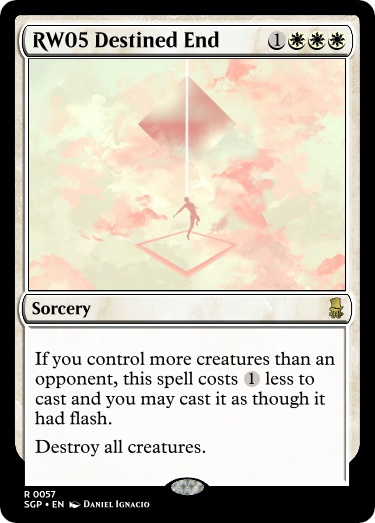 RW05 Destined End 1
Sorcery
If you control more creatures than an
opponent, this spell costs 1 less to
cast and you may cast it as though it
had flash.
Destroy all creatures.
R 0057
SGP • EN Daniel Ignacio